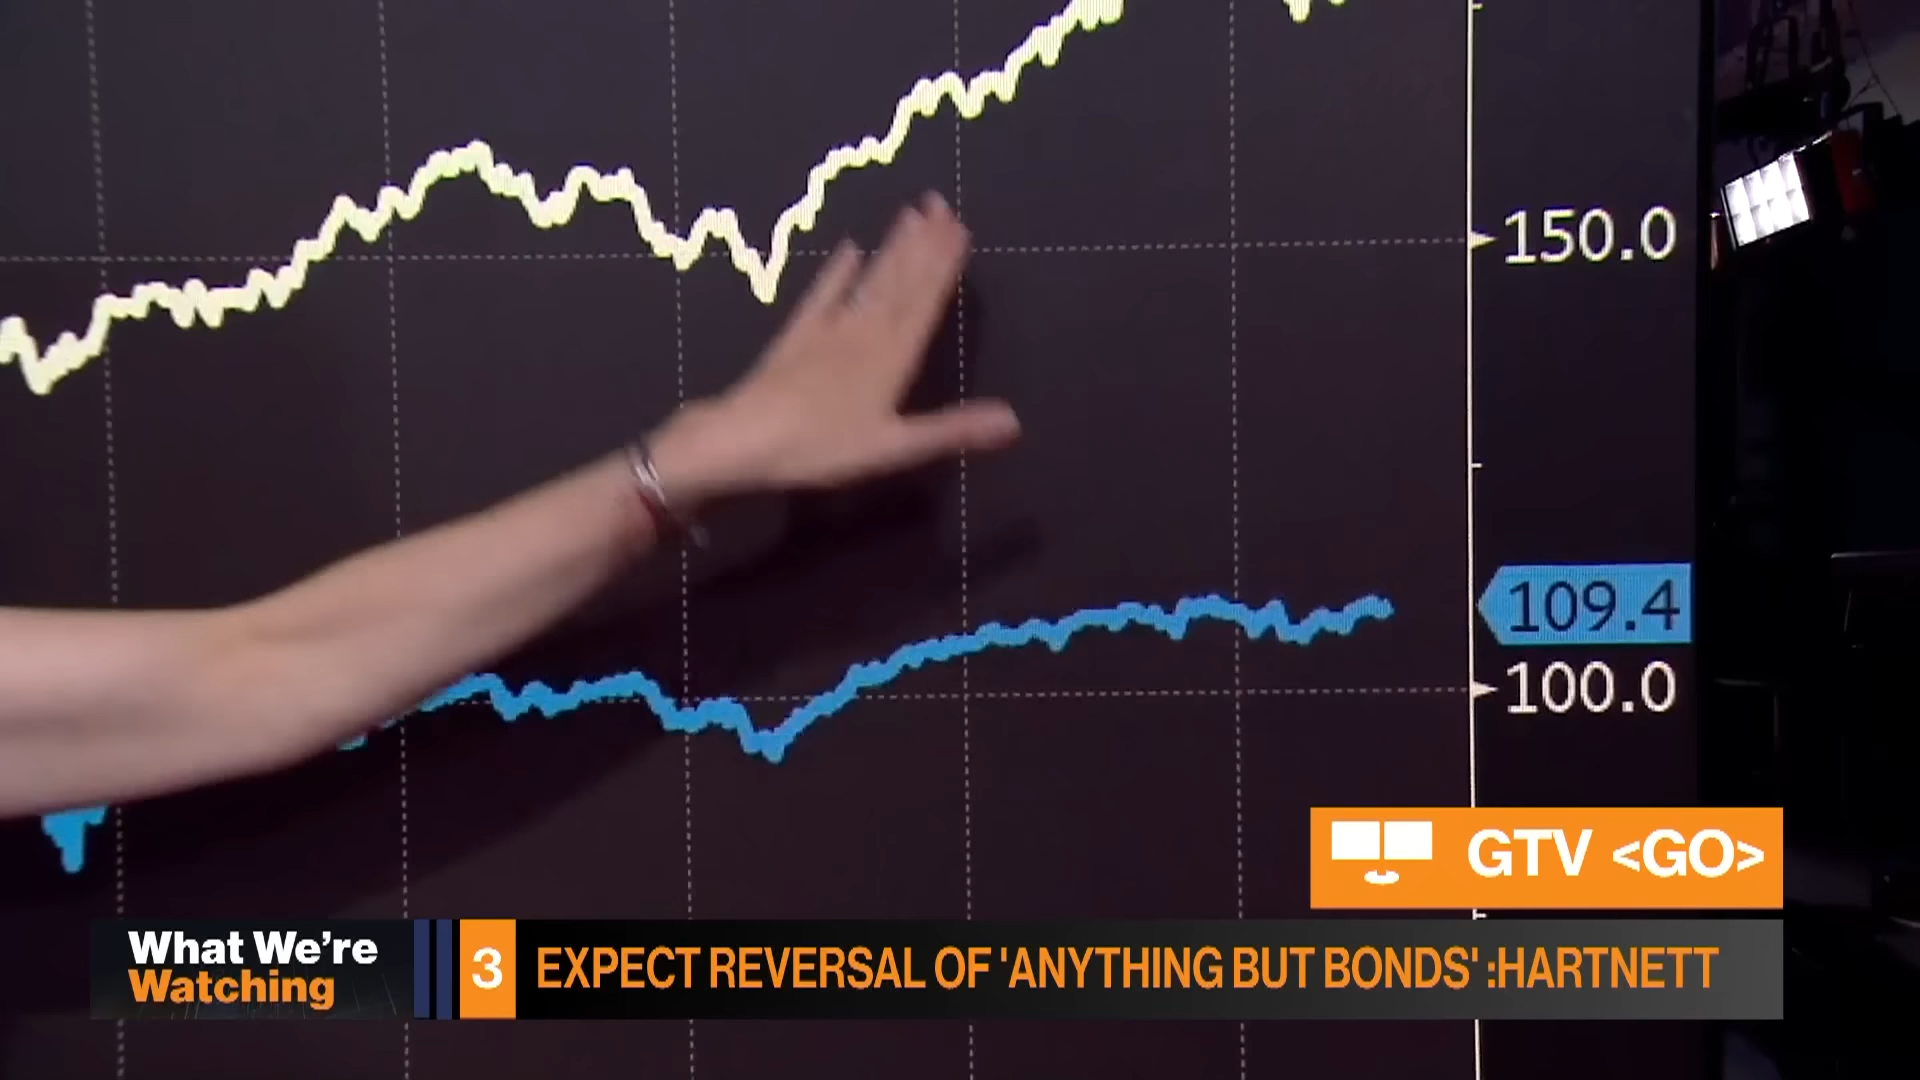 150.0
109.4
100.0
GTV <GO>
What We're
Watching
3
EXPECT REVERSAL OF 'ANYTHING BUT BONDS' :HARTNETT